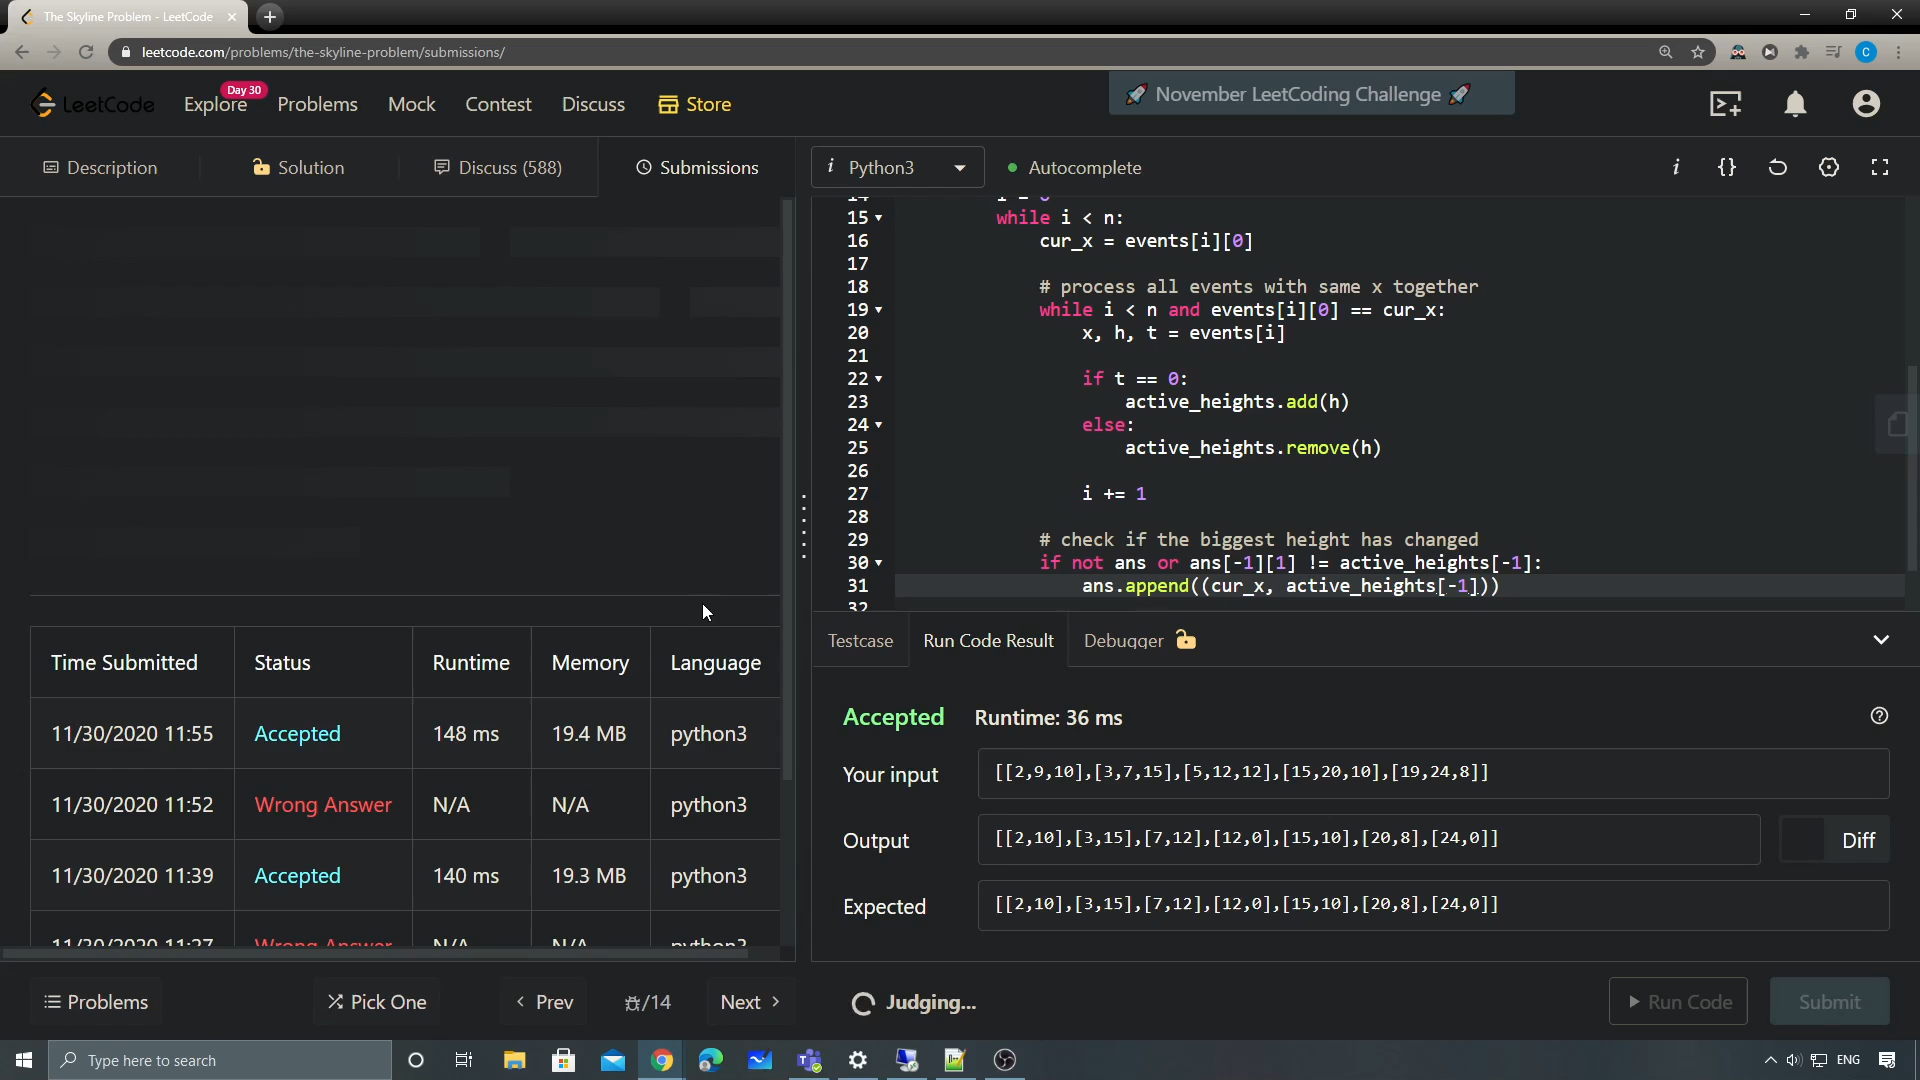 The Skyline Problem - LeetCode
leetcode.com/problems/the-skyline-problem/submissions/
C
LeetCode
Explore
Day 30
Problems
Mock
Contest
Discuss
Store
🚀 November LeetCoding Challenge 🚀
Description
Solution
Discuss (588)
Submissions
i Python3
Autocomplete
i {}
15 while i < n:
16 cur_x = events[i][0]
17
18 # process all events with same x together
19 while i < n and events[i][0] == cur_x:
20 x, h, t = events[i]
21
22 if t == 0:
23 active_heights.add(h)
24 else:
25 active_heights.remove(h)
26
27 i += 1
28
29 # check if the biggest height has changed
30 if not ans or ans[-1][1] != active_heights[-1]:
31 ans.append((cur_x, active_heights[-1]))
32
Time Submitted Status Runtime Memory Language
11/30/2020 11:55 Accepted 148 ms 19.4 MB python3
11/30/2020 11:52 Wrong Answer N/A N/A python3
11/30/2020 11:39 Accepted 140 ms 19.3 MB python3
11/30/2020 11:27 Wrong Answer N/A N/A python3
Testcase
Run Code Result
Debugger
Accepted Runtime: 36 ms
Your input [[2,9,10],[3,7,15],[5,12,12],[15,20,10],[19,24,8]]
Output [[2,10],[3,15],[7,12],[12,0],[15,10],[20,8],[24,0]]
Diff
Expected [[2,10],[3,15],[7,12],[12,0],[15,10],[20,8],[24,0]]
Problems
Pick One
Prev
/14
Next
Judging...
Run Code
Submit
Type here to search
ENG